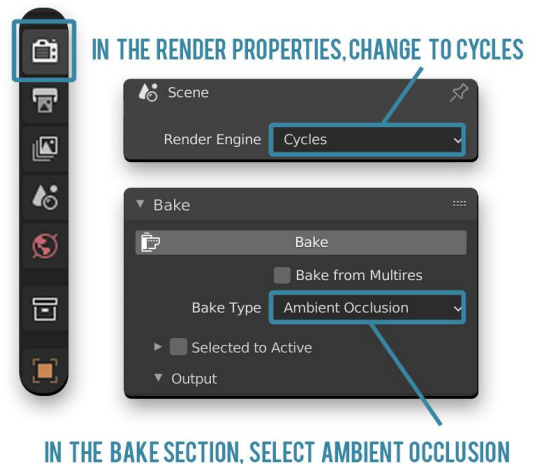 IN THE RENDER PROPERTIES, CHANGE TO CYCLES
Scene
Render Engine Cycles
Bake
Bake
Bake from Multires
Bake Type Ambient Occlusion
Selected to Active
Output
IN THE BAKE SECTION, SELECT AMBIENT OCCLUSION